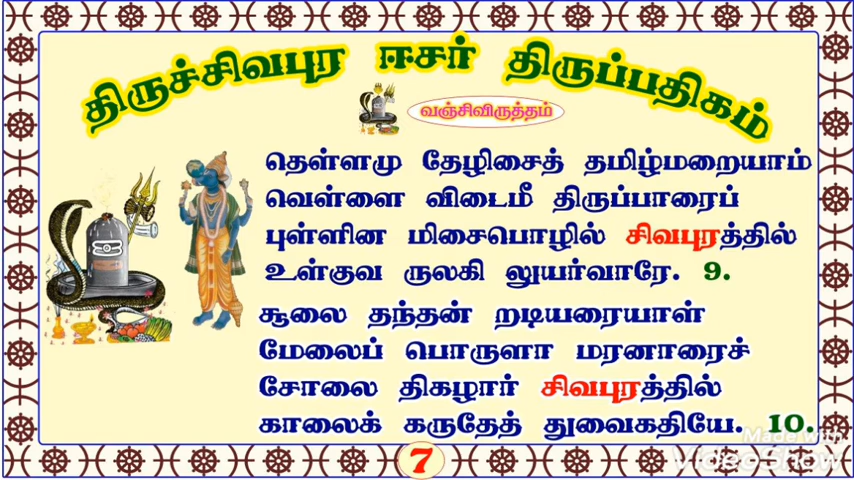 திருச்சிவபுர ஈசர் திருப்பதிகம்
வஞ்சிவிருத்தம்
தெள்ளமு தேழிசைத் தமிழ்மறையாம்
வெள்ளை விடைமீ திருப்பாரைப்
புள்ளின மிசைபொழில் சிவபுரத்தில்
உள்குவ ருலகி லுயர்வாரே. 9.
சூலை தந்தன் றடியரையாள்
மேலைப் பொருளா மரனாரைச்
சோலை திகழார் சிவபுரத்தில்
காலைக் கருதேத் துவைகதியே. 10.
Made with
VideoShow
7